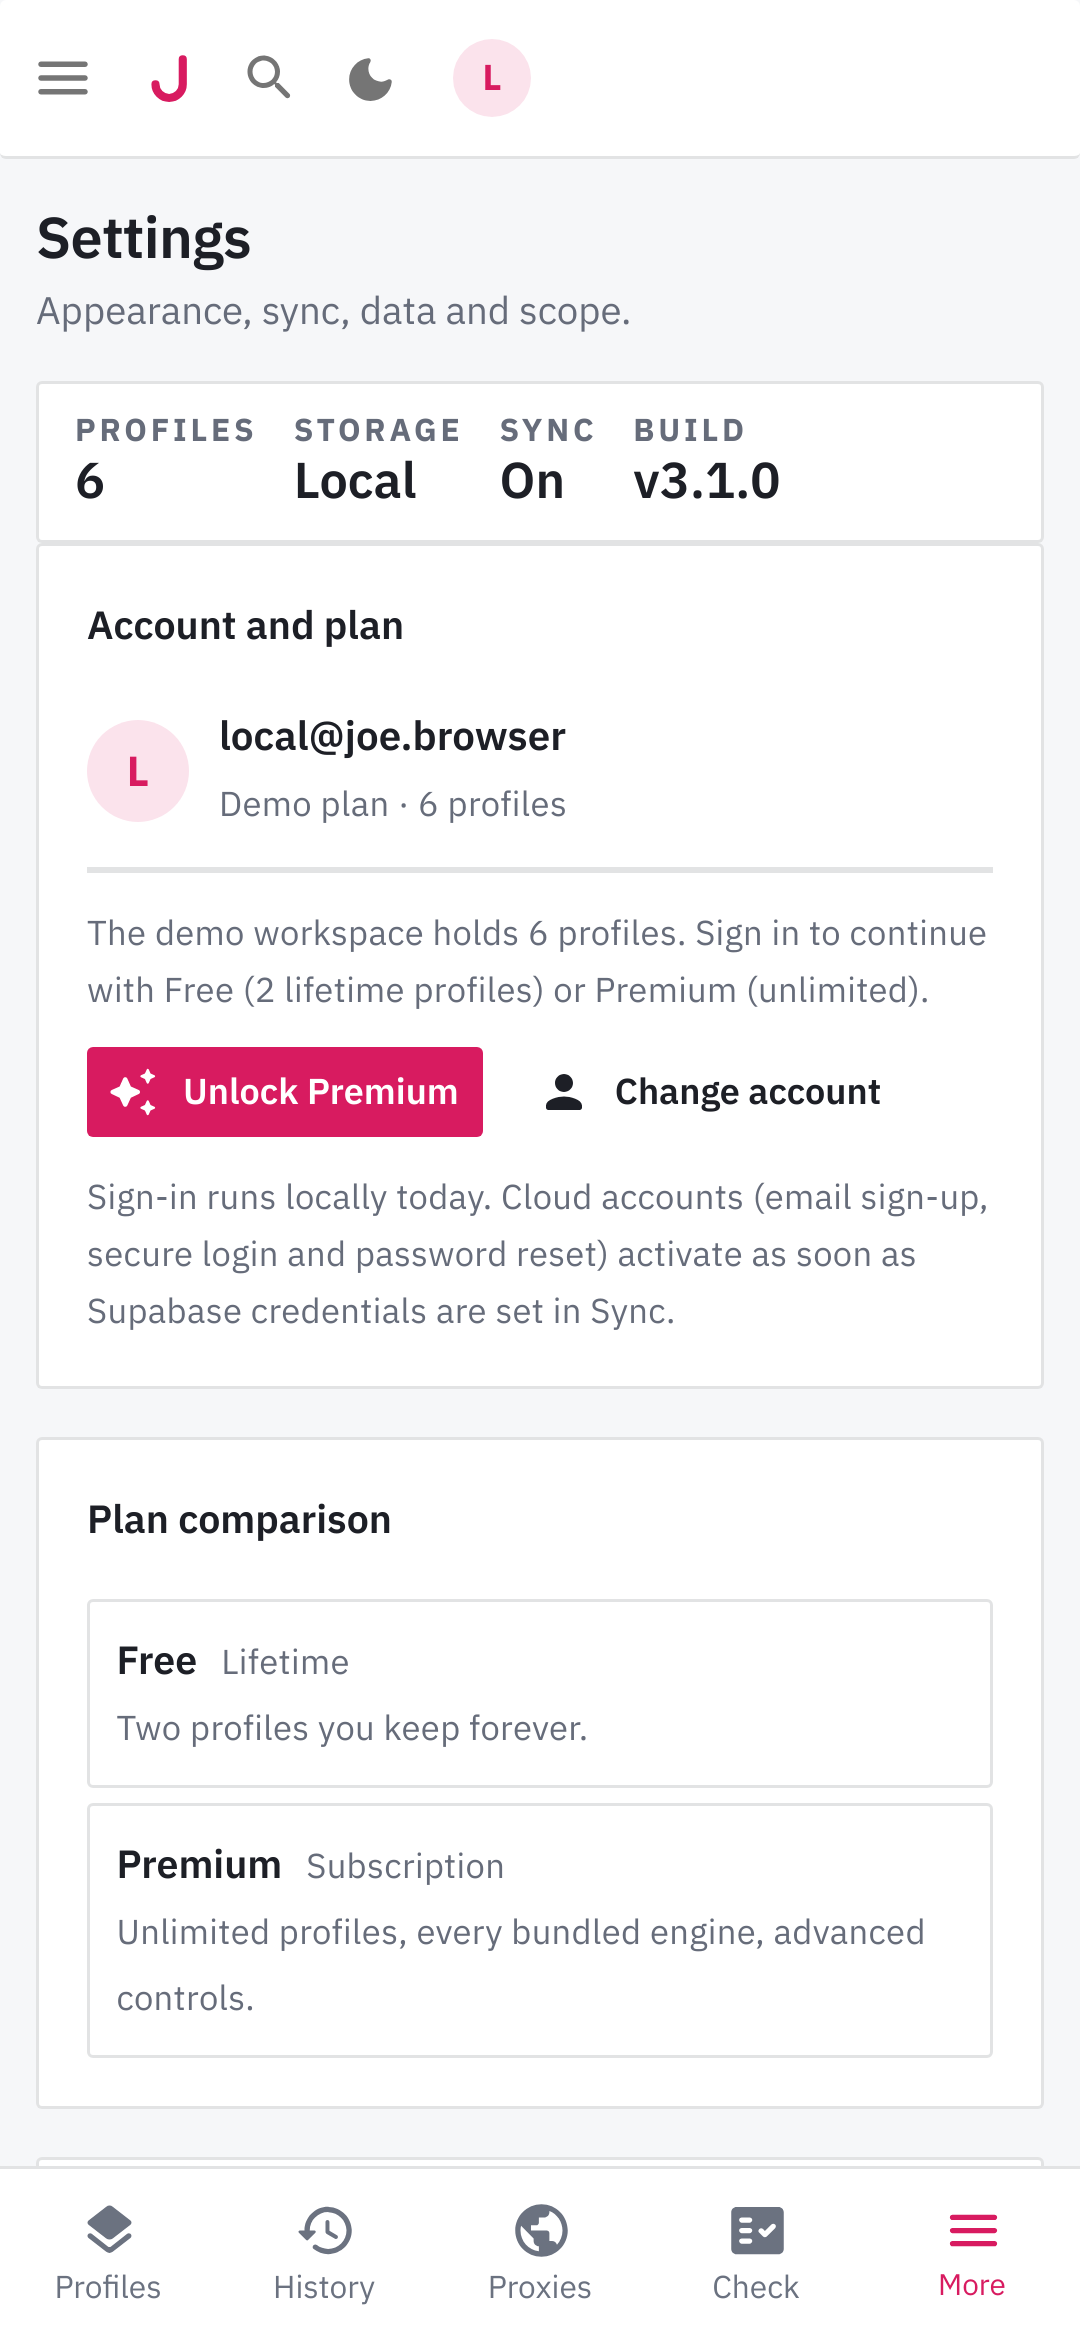 J
L
Settings
Appearance, sync, data and scope.
PROFILES STORAGE SYNC BUILD
6 Local On v3.1.0
Account and plan
L
local@joe.browser
Demo plan · 6 profiles
The demo workspace holds 6 profiles. Sign in to continue
with Free (2 lifetime profiles) or Premium (unlimited).
Unlock Premium
Change account
Sign-in runs locally today. Cloud accounts (email sign-up,
secure login and password reset) activate as soon as
Supabase credentials are set in Sync.
Plan comparison
Free Lifetime
Two profiles you keep forever.
Premium Subscription
Unlimited profiles, every bundled engine, advanced
controls.
Profiles History Proxies Check More